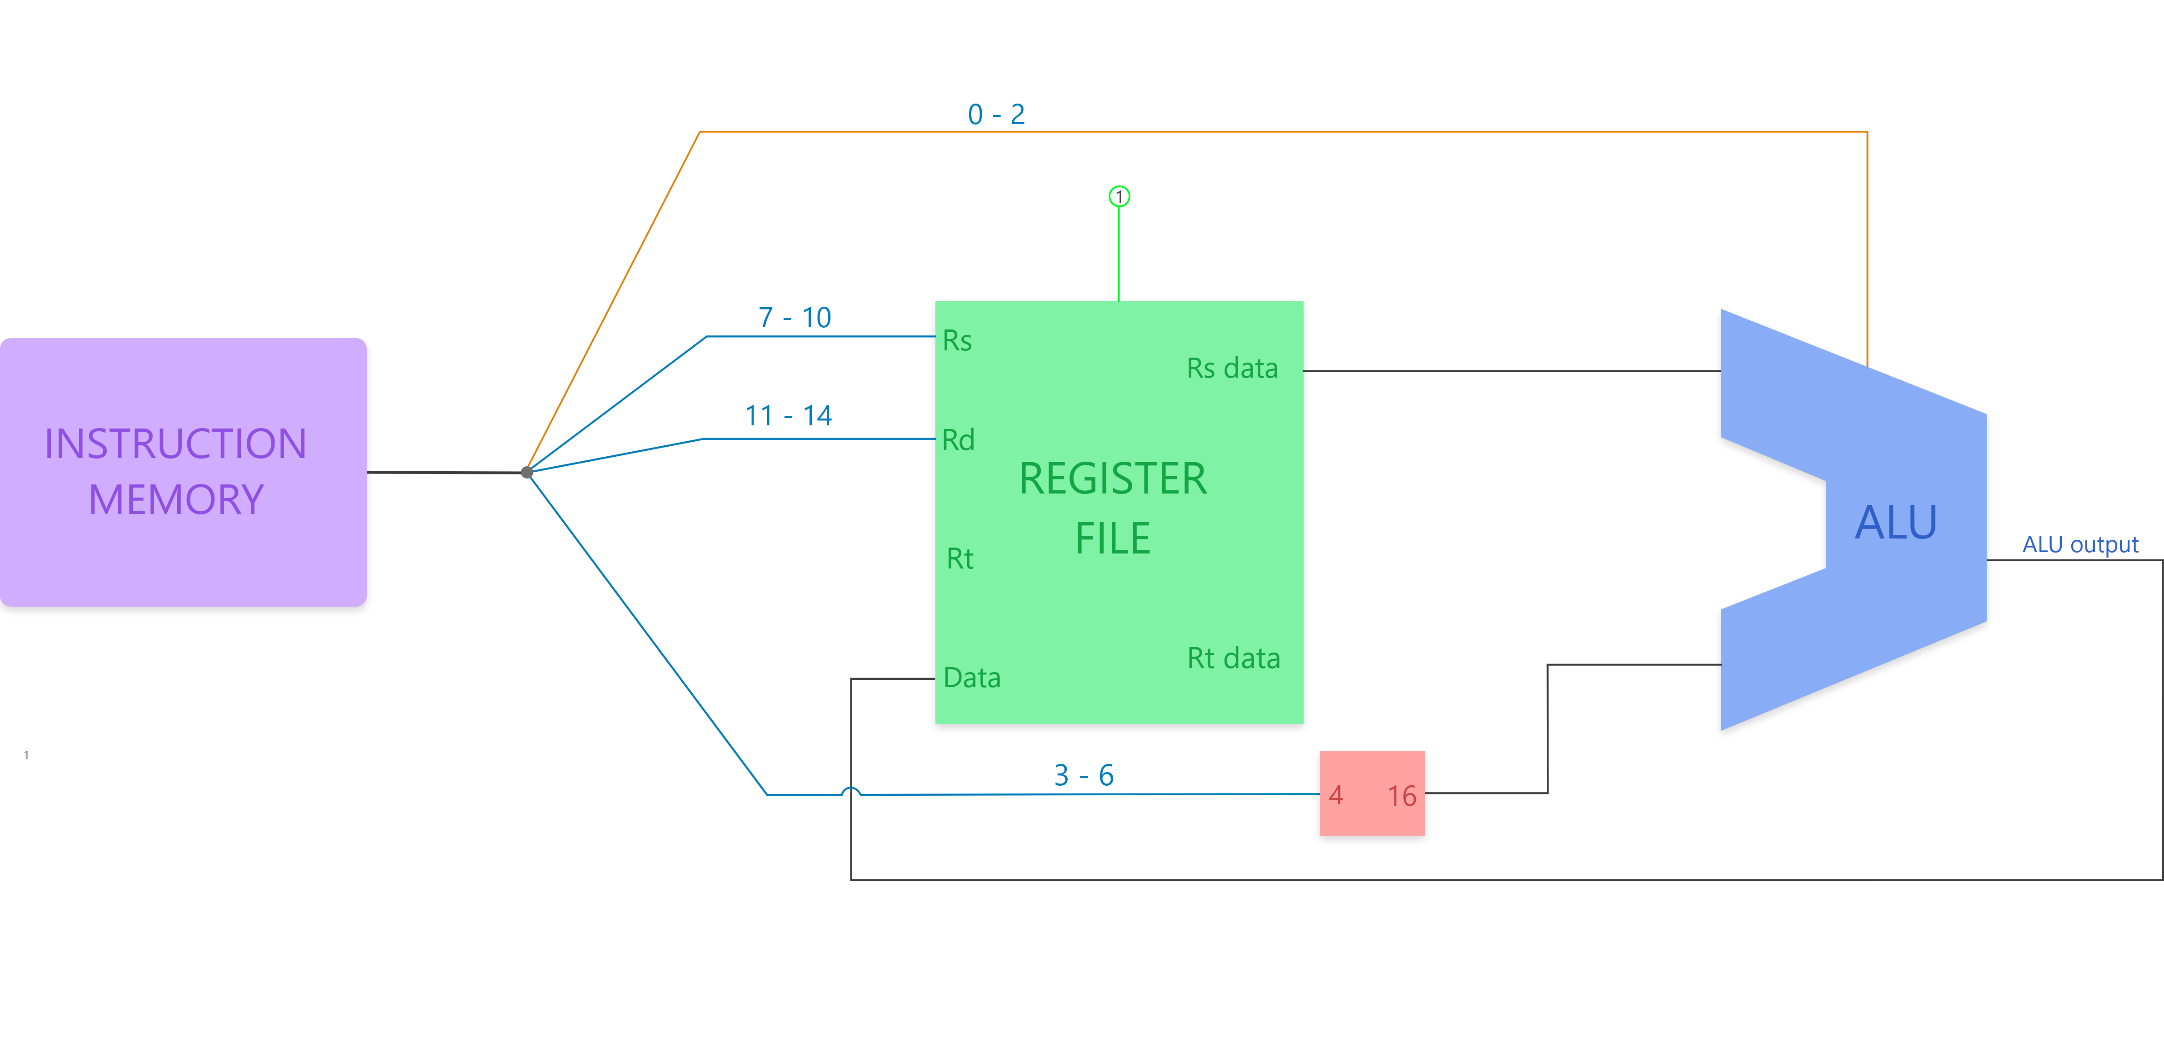 0 - 2
1
7 - 10
Rs
Rs data
11 - 14
Rd
INSTRUCTION
MEMORY
REGISTER
FILE
ALU
ALU output
Rt
Rt data
Data
1
3 - 6
4 16